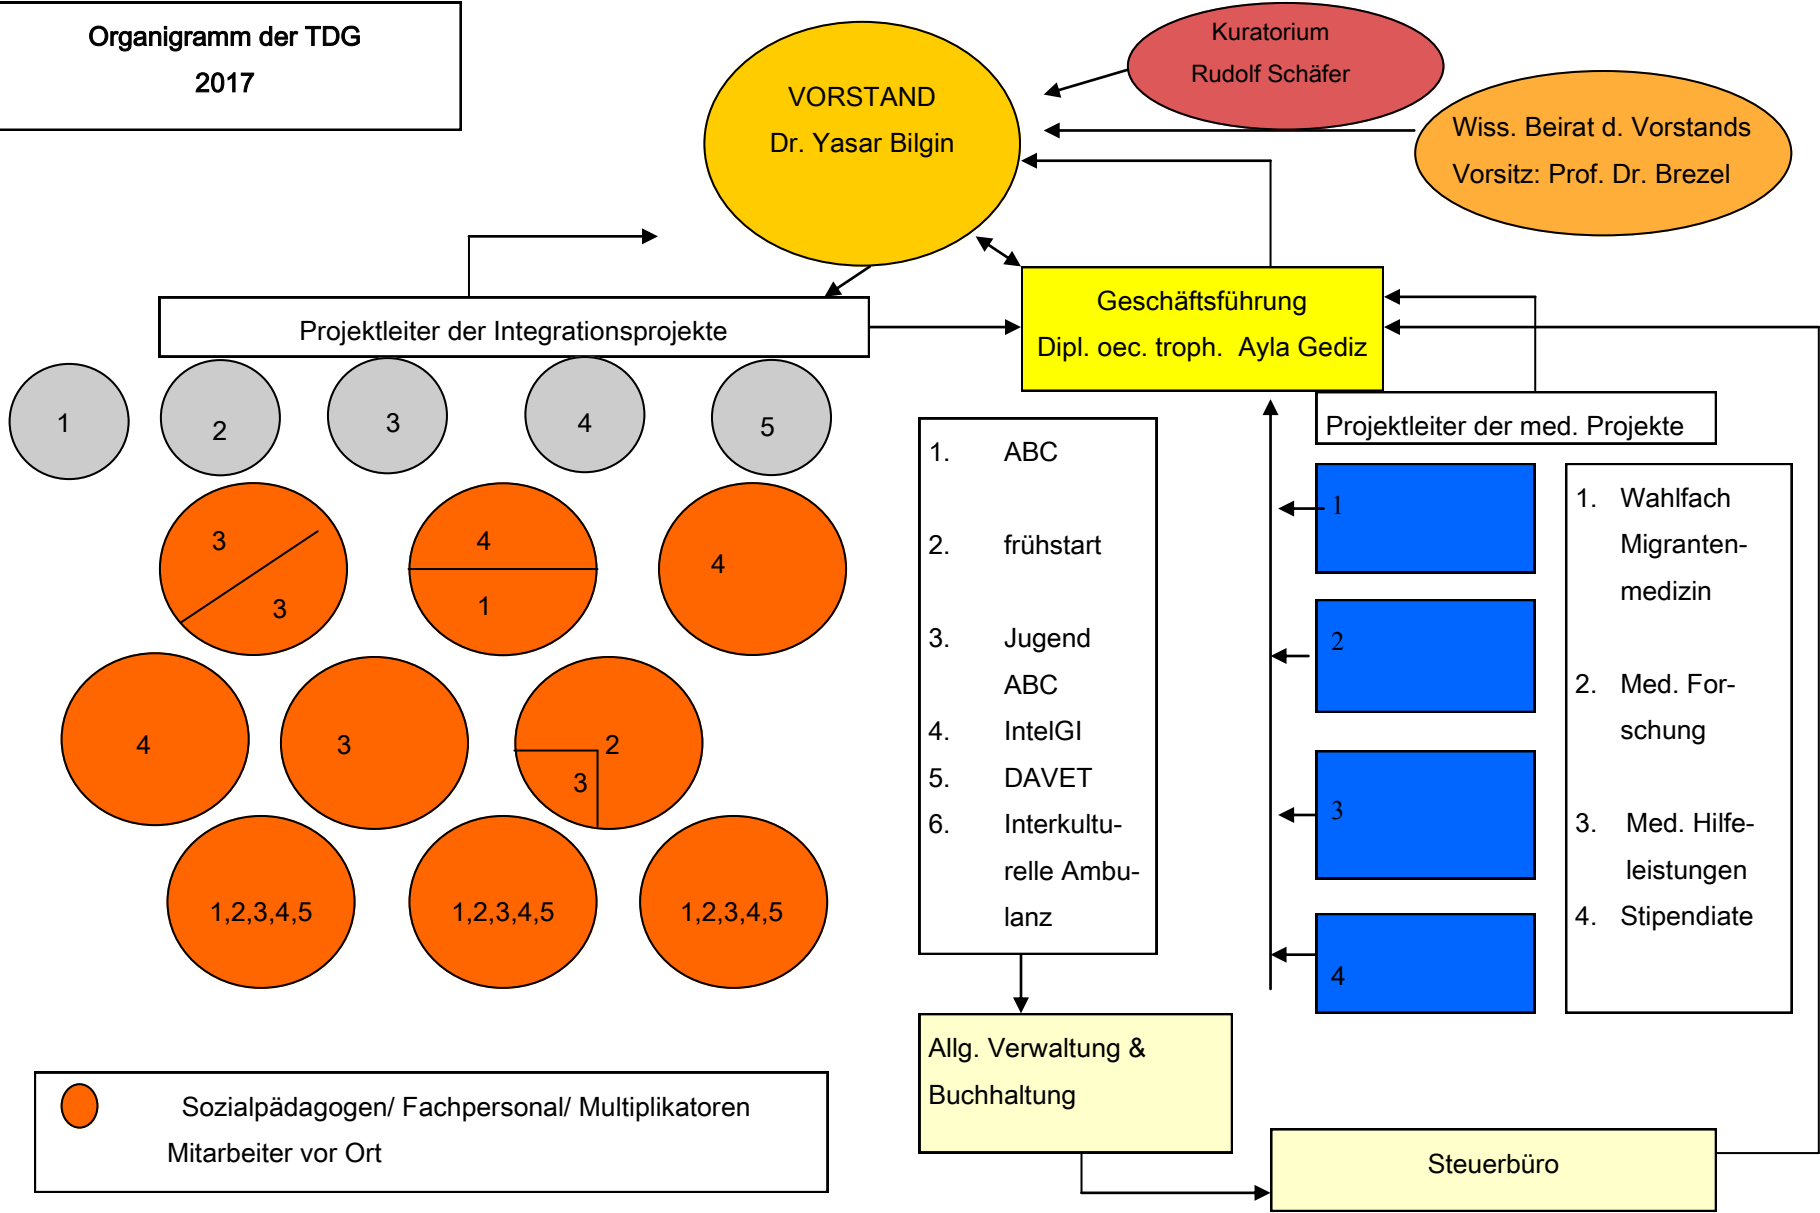 Organigramm der TDG
2017
VORSTAND
Dr. Yasar Bilgin
Kuratorium
Rudolf Schäfer
Wiss. Beirat d. Vorstands
Vorsitz: Prof. Dr. Brezel
Projektleiter der Integrationsprojekte
Geschäftsführung
Dipl. oec. troph. Ayla Gediz
1
2
3
4
5
3
3
4
1
4
4
3
2
3
1,2,3,4,5
1,2,3,4,5
1,2,3,4,5
1. ABC
2. frühstart
3. Jugend
ABC
4. IntelGI
5. DAVET
6. Interkultu-
relle Ambu-
lanz
Projektleiter der med. Projekte
1
2
3
4
1. Wahlfach
Migranten-
medizin
2. Med. For-
schung
3. Med. Hilfe-
leistungen
4. Stipendiate
Allg. Verwaltung &
Buchhaltung
Steuerbüro
Sozialpädagogen/ Fachpersonal/ Multiplikatoren
Mitarbeiter vor Ort